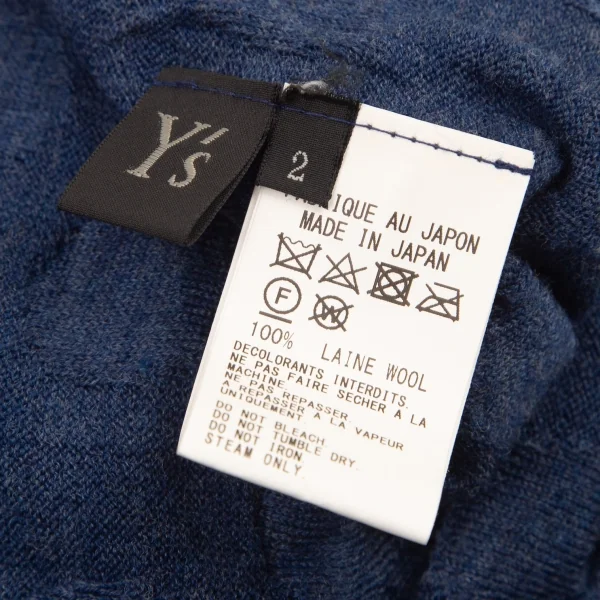 Y's
2
FABRIQUE AU JAPON
MADE IN JAPAN
F
W
100% LAINE WOOL
DECOLORANTS INTERDITS.
NE PAS FAIRE SECHER A LA
MACHINE.
NE PAS REPASSER
A REPASSER A LA VAPEUR
UNIQUEMENT
DO NOT BLEACH
DO NOT TUMBLE DRY.
DO NOT IRON
STEAM ONLY